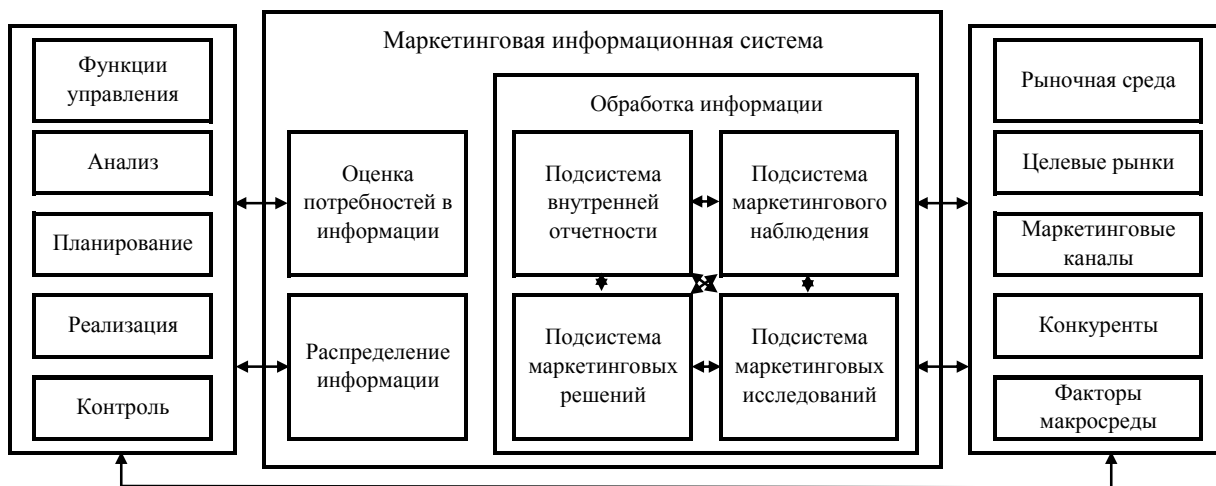 Функции
управления
Анализ
Планирование
Реализация
Контроль
Маркетинговая информационная система
Оценка
потребностей в
информации
Распределение
информации
Обработка информации
Подсистема
внутренней
отчетности
Подсистема
маркетингового
наблюдения
Подсистема
маркетинговых
решений
Подсистема
маркетинговых
исследований
Рыночная среда
Целевые рынки
Маркетинговые
каналы
Конкуренты
Факторы
макросреды